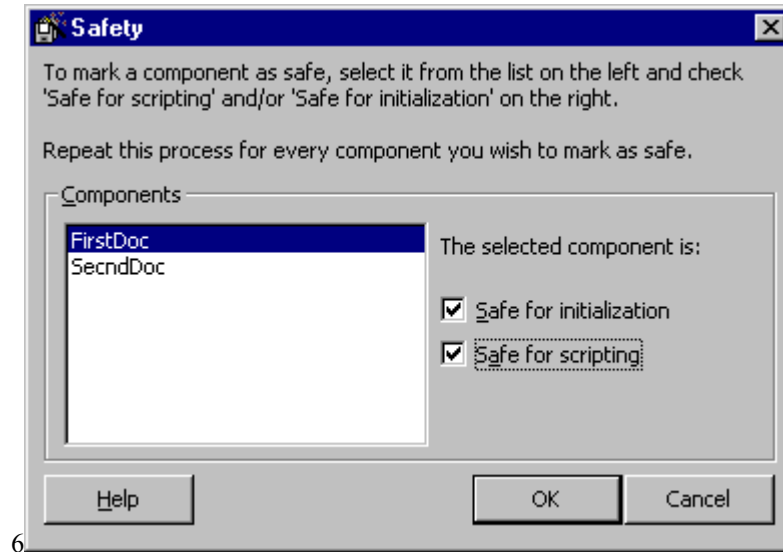 Safety
To mark a component as safe, select it from the list on the left and check
'Safe for scripting' and/or 'Safe for initialization' on the right.
Repeat this process for every component you wish to mark as safe.
Components
FirstDoc
SecndDoc
The selected component is:
Safe for initialization
Safe for scripting
Help
OK
Cancel
6